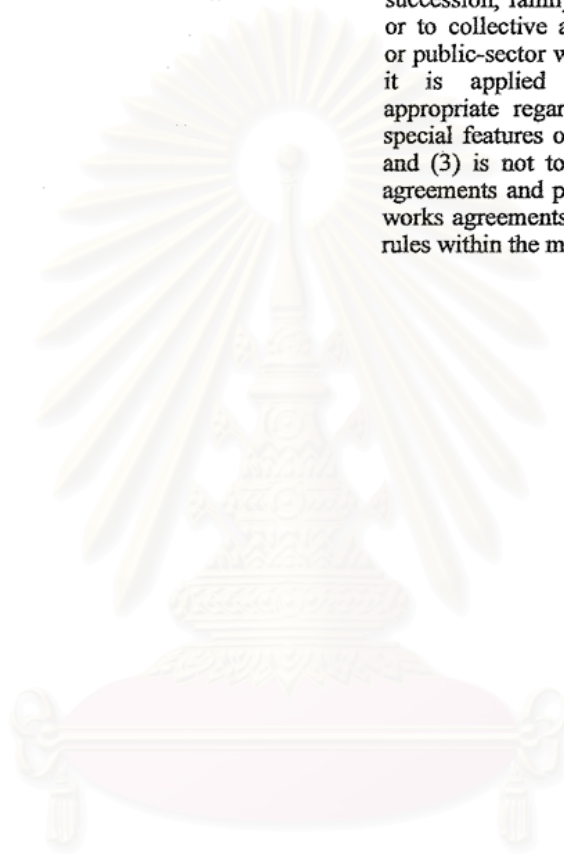 succession, family
or to collective a
or public-sector w
it is applied
appropriate regar
special features o
and (3) is not to
agreements and p
works agreements
rules within the m